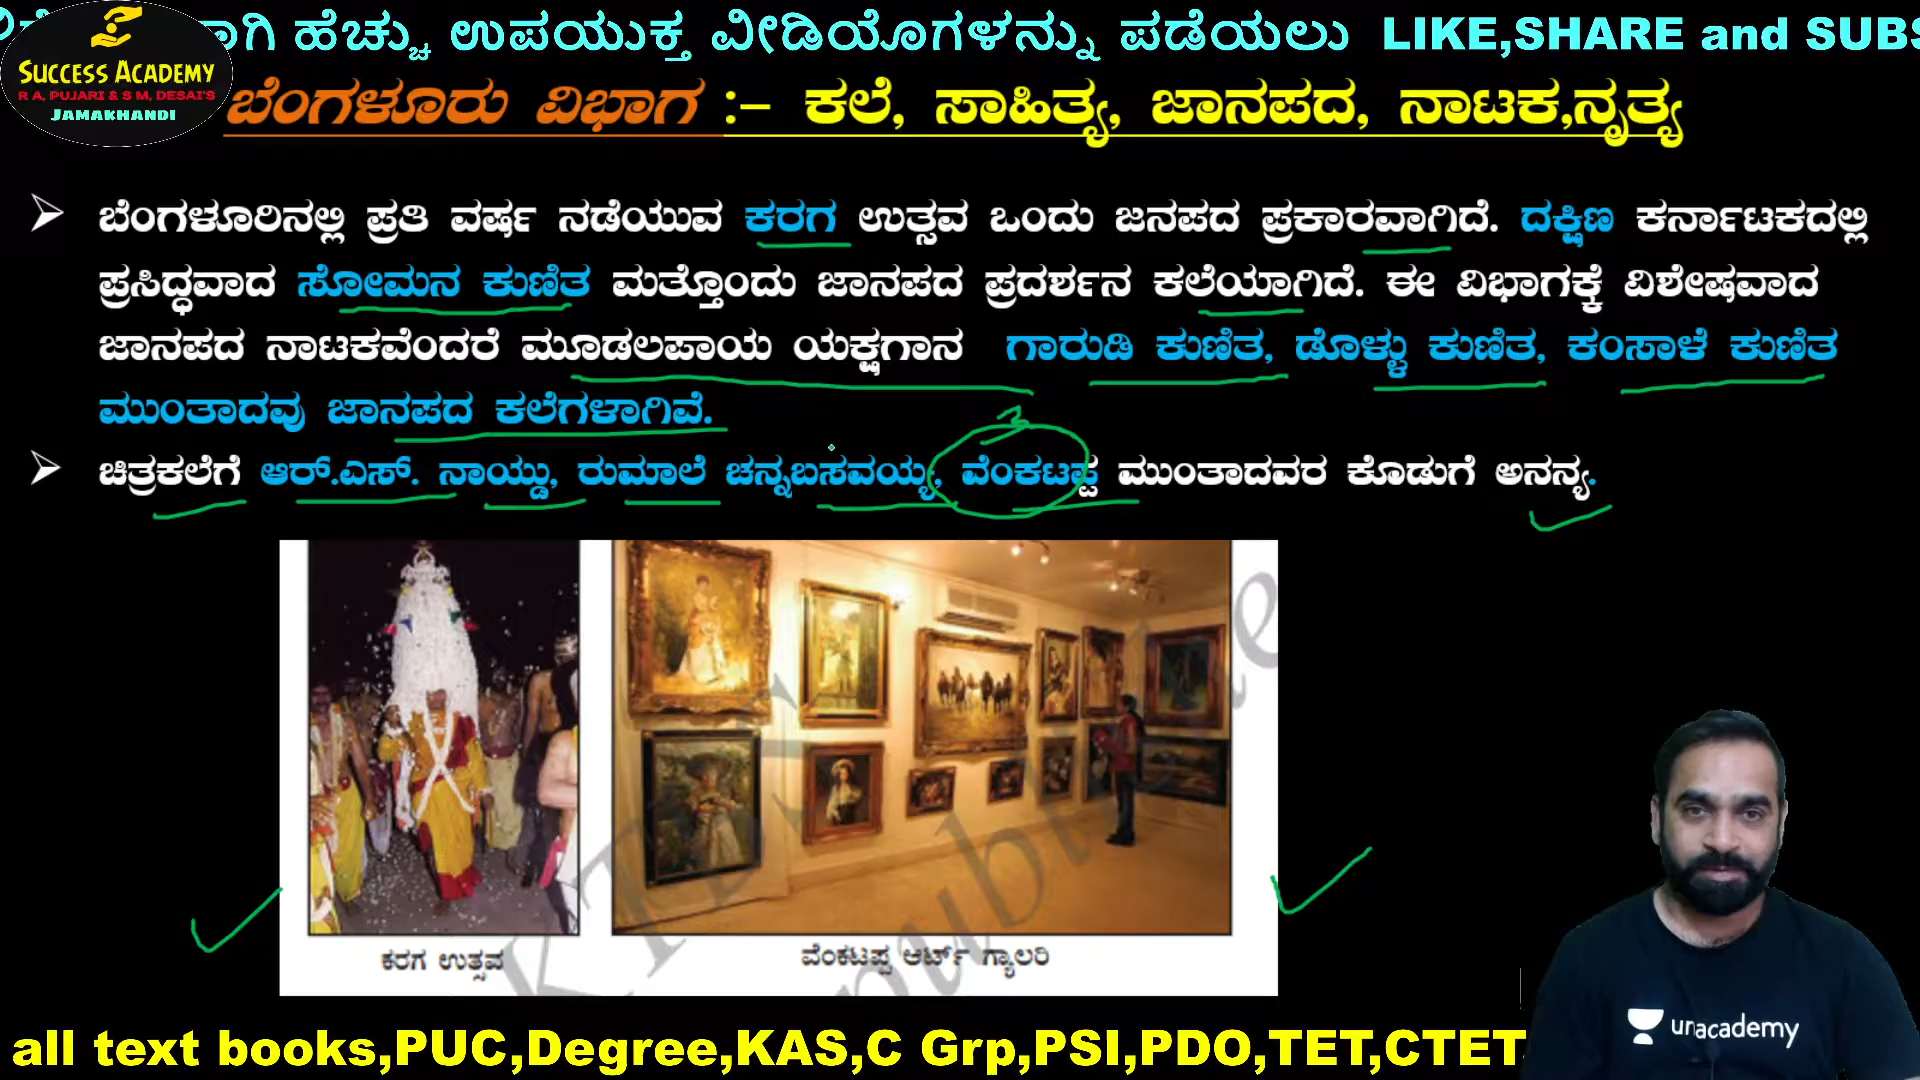 ಾಗಿ ಹೆಚ್ಚು ಉಪಯುಕ್ತ ವೀಡಿಯೊಗಳನ್ನು ಪಡೆಯಲು LIKE,SHARE and SUBS
SUCCESS ACADEMY
R A, PUJARI & S M, DESAI'S
JAMAKHANDI
ಬೆಂಗಳೂರು ವಿಭಾಗ :– ಕಲೆ, ಸಾಹಿತ್ಯ, ಜಾನಪದ, ನಾಟಕ,ನೃತ್ಯ
ಬೆಂಗಳೂರಿನಲ್ಲಿ ಪ್ರತಿ ವರ್ಷ ನಡೆಯುವ ಕರಗ ಉತ್ಸವ ಒಂದು ಜನಪದ ಪ್ರಕಾರವಾಗಿದೆ. ದಕ್ಷಿಣ ಕರ್ನಾಟಕದಲ್ಲಿ
ಪ್ರಸಿದ್ಧವಾದ ಸೋಮನ ಕುಣಿತ ಮತ್ತೊಂದು ಜಾನಪದ ಪ್ರದರ್ಶನ ಕಲೆಯಾಗಿದೆ. ಈ ವಿಭಾಗಕ್ಕೆ ವಿಶೇಷವಾದ
ಜಾನಪದ ನಾಟಕವೆಂದರೆ ಮೂಡಲಪಾಯ ಯಕ್ಷಗಾನ ಗಾರುಡಿ ಕುಣಿತ, ಡೊಳ್ಳು ಕುಣಿತ, ಕಂಸಾಳೆ ಕುಣಿತ
ಮುಂತಾದವು ಜಾನಪದ ಕಲೆಗಳಾಗಿವೆ.
ಚಿತ್ರಕಲೆಗೆ ಆರ್.ಎಸ್. ನಾಯ್ಡು, ರುಮಾಲೆ ಚನ್ನಬಸವಯ್ಯ, ವೆಂಕಟಪ್ಪ ಮುಂತಾದವರ ಕೊಡುಗೆ ಅನನ್ಯ.
ಕರಗ ಉತ್ಸವ
ವೆಂಕಟಪ್ಪ ಆರ್ಟ್ ಗ್ಯಾಲರಿ
unacademy
all text books,PUC,Degree,KAS,C Grp,PSI,PDO,TET,CTET